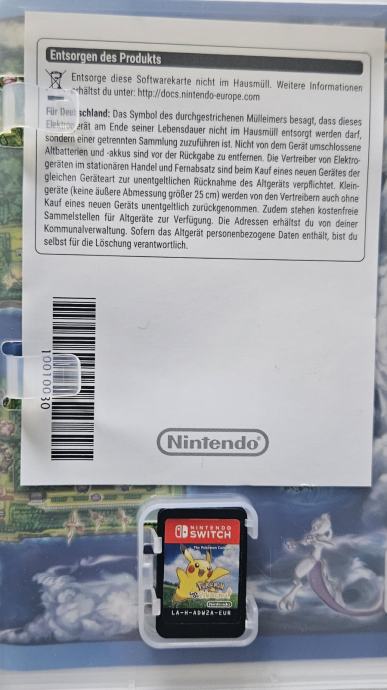 Entsorgen des Produkts
Entsorge diese Softwarekarte nicht im Hausmüll. Weitere Informationen
erhältst du unter: http://docs.nintendo-europe.com
Für Deutschland: Das Symbol des durchgestrichenen Mülleimers besagt, dass dieses
Elektrogerät am Ende seiner Lebensdauer nicht im Hausmüll entsorgt werden darf,
sondern einer getrennten Sammlung zuzuführen ist. Nicht von dem Gerät umschlossene
Altbatterien und -akkus sind vor der Rückgabe zu entfernen. Die Vertreiber von Elektro-
geräten im stationären Handel und Fernabsatz sind beim Kauf eines neuen Gerätes der
gleichen Geräteart zur unentgeltlichen Rücknahme des Altgeräts verpflichtet. Klein-
geräte (keine äußere Abmessung größer 25 cm) werden von den Vertreibern auch ohne
Kauf eines neuen Geräts unentgeltlich zurückgenommen. Zudem stehen kostenfreie
Sammelstellen für Altgeräte zur Verfügung. Die Adressen erhältst du von deiner
Kommunalverwaltung. Sofern das Altgerät personenbezogene Daten enthält, bist du
selbst für die Löschung verantwortlich.
Nintendo®
NINTENDO
SWITCH
The Pokémon Company
Pokémon
Nintendo
LA-H-ADW2A-EUR